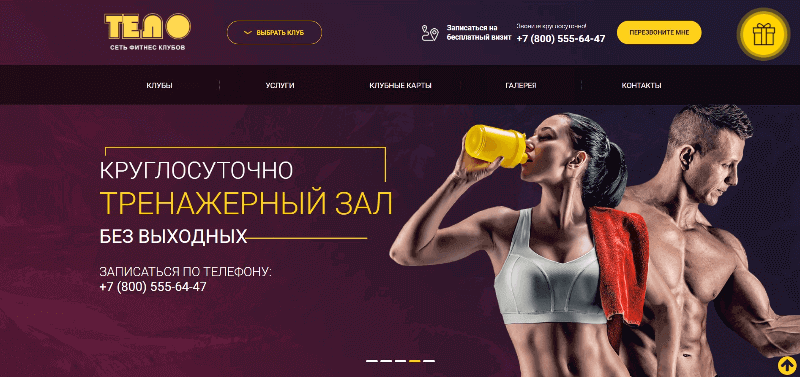 ТЕЛО
СЕТЬ ФИТНЕС КЛУБОВ
ВЫБРАТЬ КЛУБ
Записаться на
бесплатный визит
Звоните круглосуточно!
+7 (800) 555-64-47
ПЕРЕЗВОНИТЕ МНЕ
КЛУБЫ
УСЛУГИ
КЛУБНЫЕ КАРТЫ
ГАЛЕРЕЯ
КОНТАКТЫ
КРУГЛОСУТОЧНО
ТРЕНАЖЕРНЫЙ ЗАЛ
БЕЗ ВЫХОДНЫХ
ЗАПИСАТЬСЯ ПО ТЕЛЕФОНУ:
+7 (800) 555-64-47